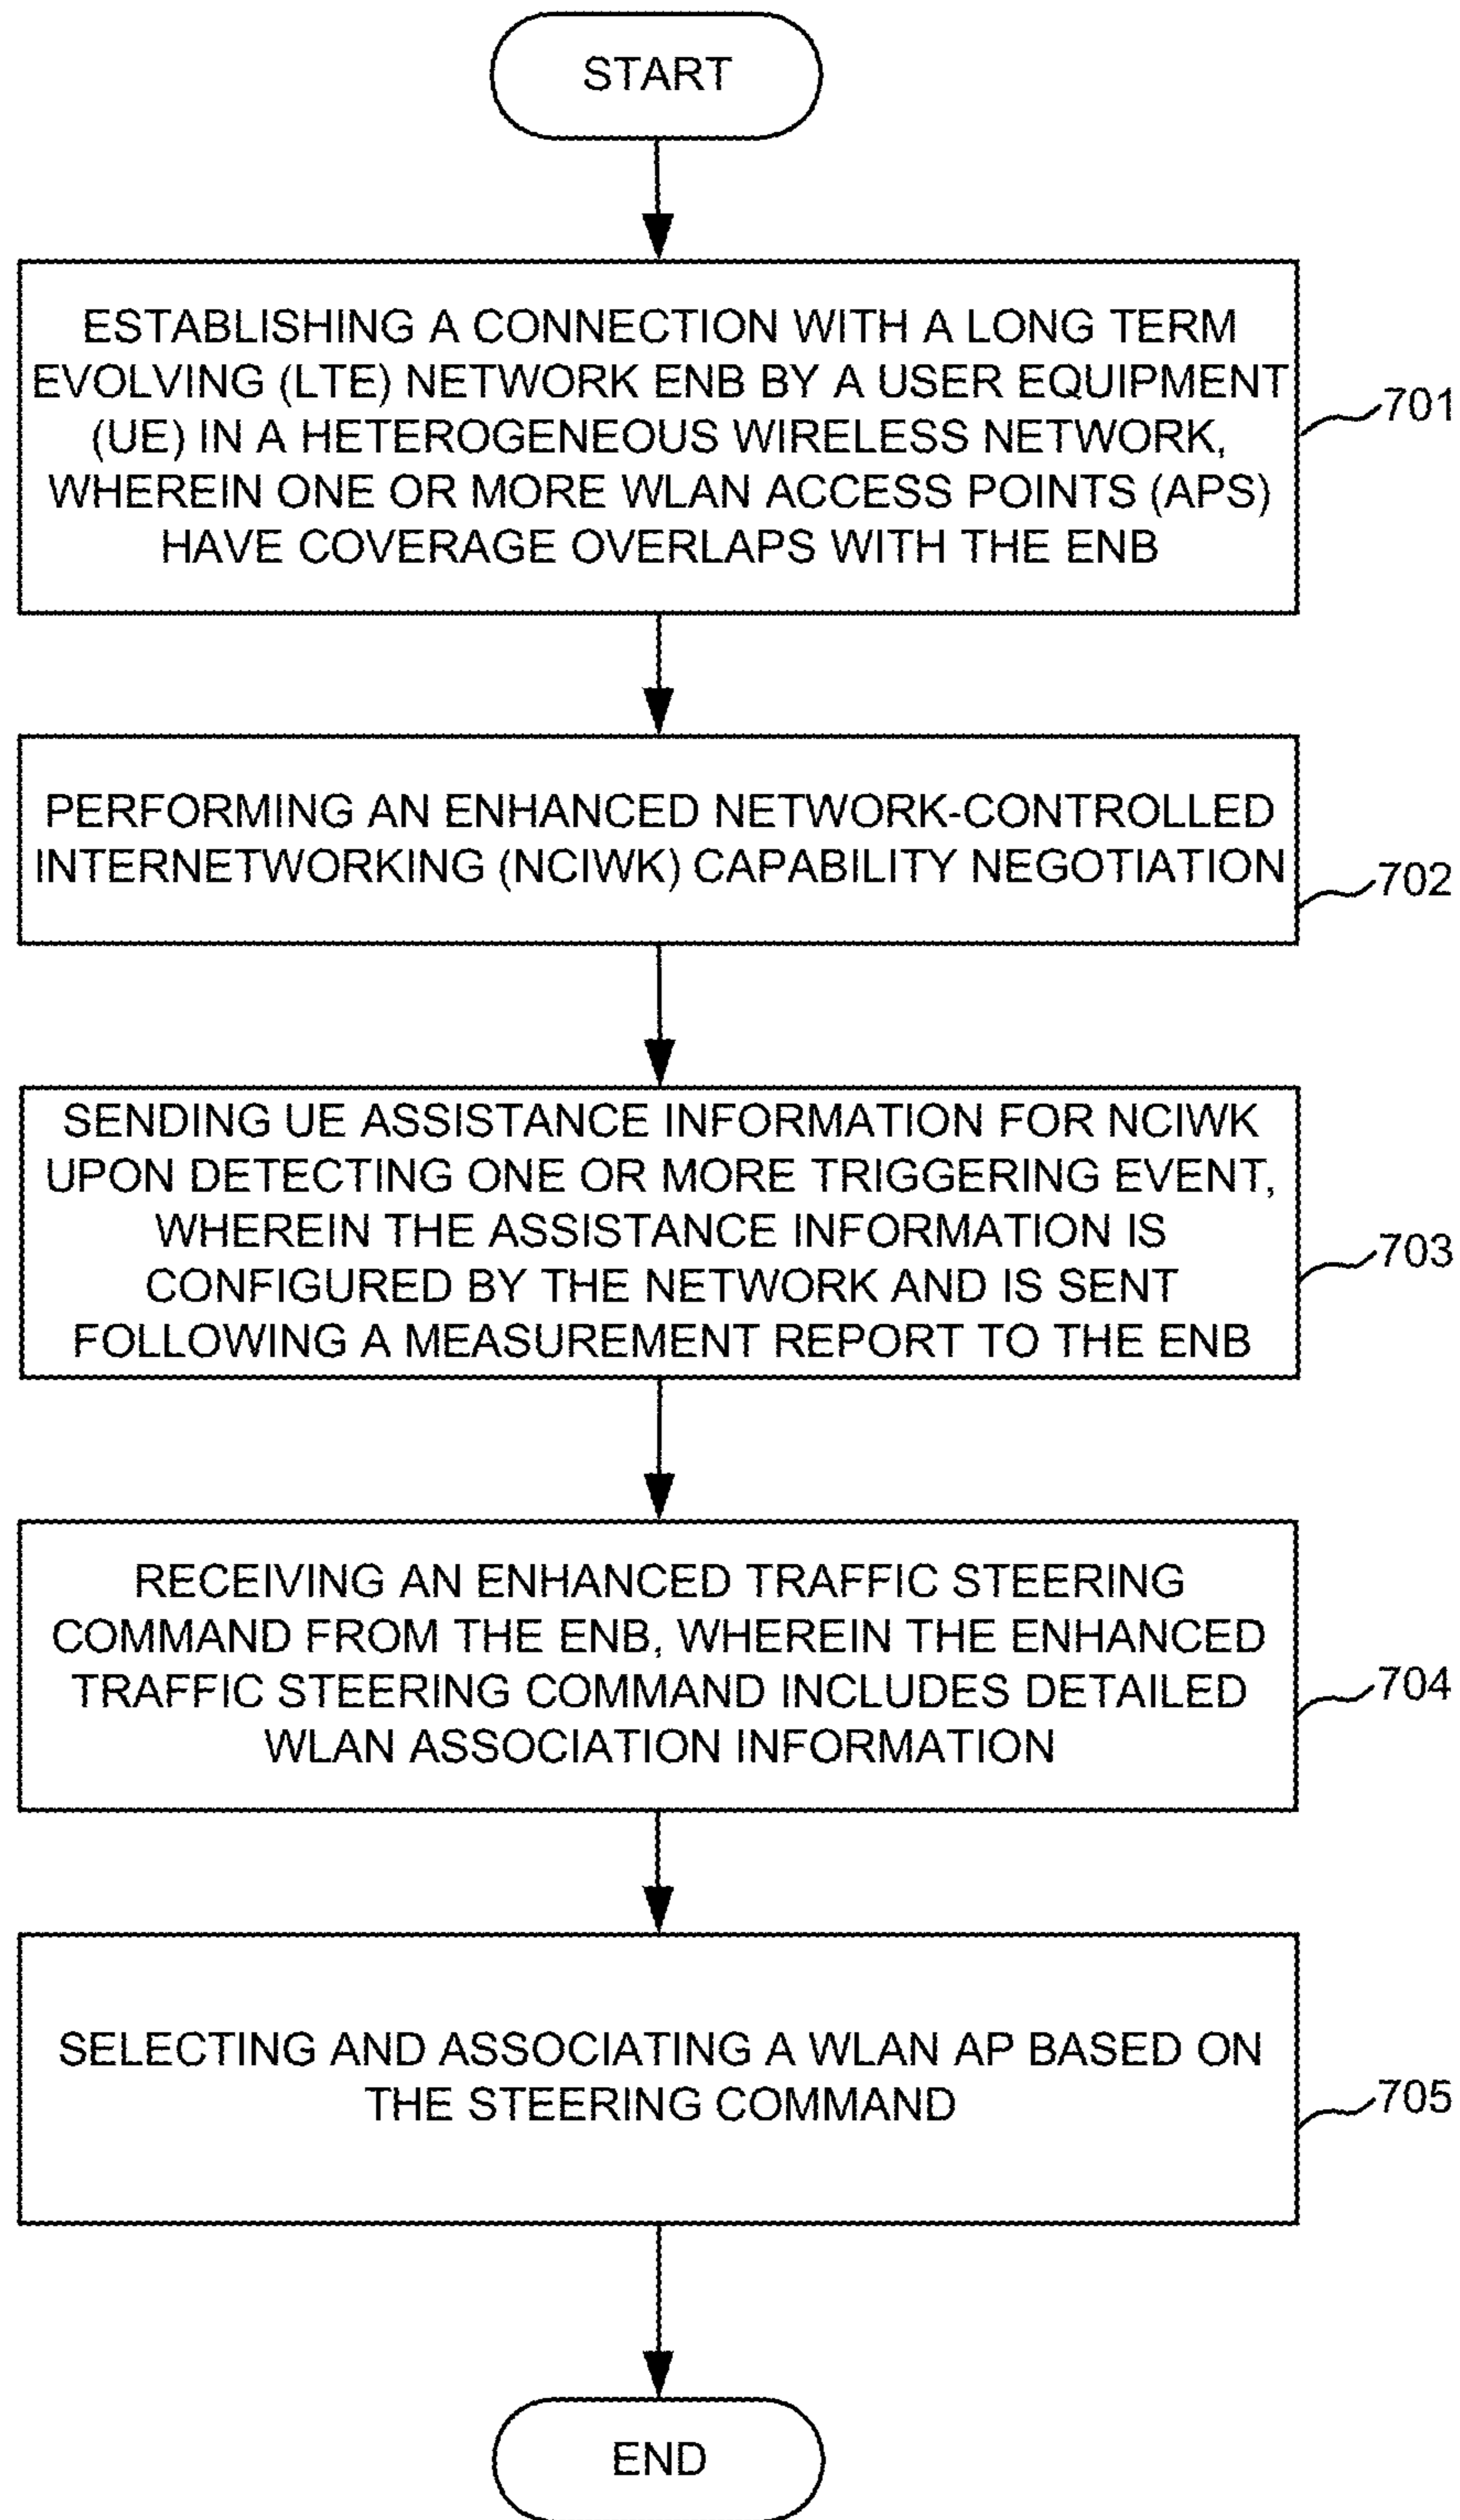 START
ESTABLISHING A CONNECTION WITH A LONG TERM
EVOLVING (LTE) NETWORK ENB BY A USER EQUIPMENT
(UE) IN A HETEROGENEOUS WIRELESS NETWORK,
WHEREIN ONE OR MORE WLAN ACCESS POINTS (APS)
HAVE COVERAGE OVERLAPS WITH THE ENB
701
PERFORMING AN ENHANCED NETWORK-CONTROLLED
INTERNETWORKING (NCIWK) CAPABILITY NEGOTIATION
702
SENDING UE ASSISTANCE INFORMATION FOR NCIWK
UPON DETECTING ONE OR MORE TRIGGERING EVENT,
WHEREIN THE ASSISTANCE INFORMATION IS
CONFIGURED BY THE NETWORK AND IS SENT
FOLLOWING A MEASUREMENT REPORT TO THE ENB
703
RECEIVING AN ENHANCED TRAFFIC STEERING
COMMAND FROM THE ENB, WHEREIN THE ENHANCED
TRAFFIC STEERING COMMAND INCLUDES DETAILED
WLAN ASSOCIATION INFORMATION
704
SELECTING AND ASSOCIATING A WLAN AP BASED ON
THE STEERING COMMAND
705
END